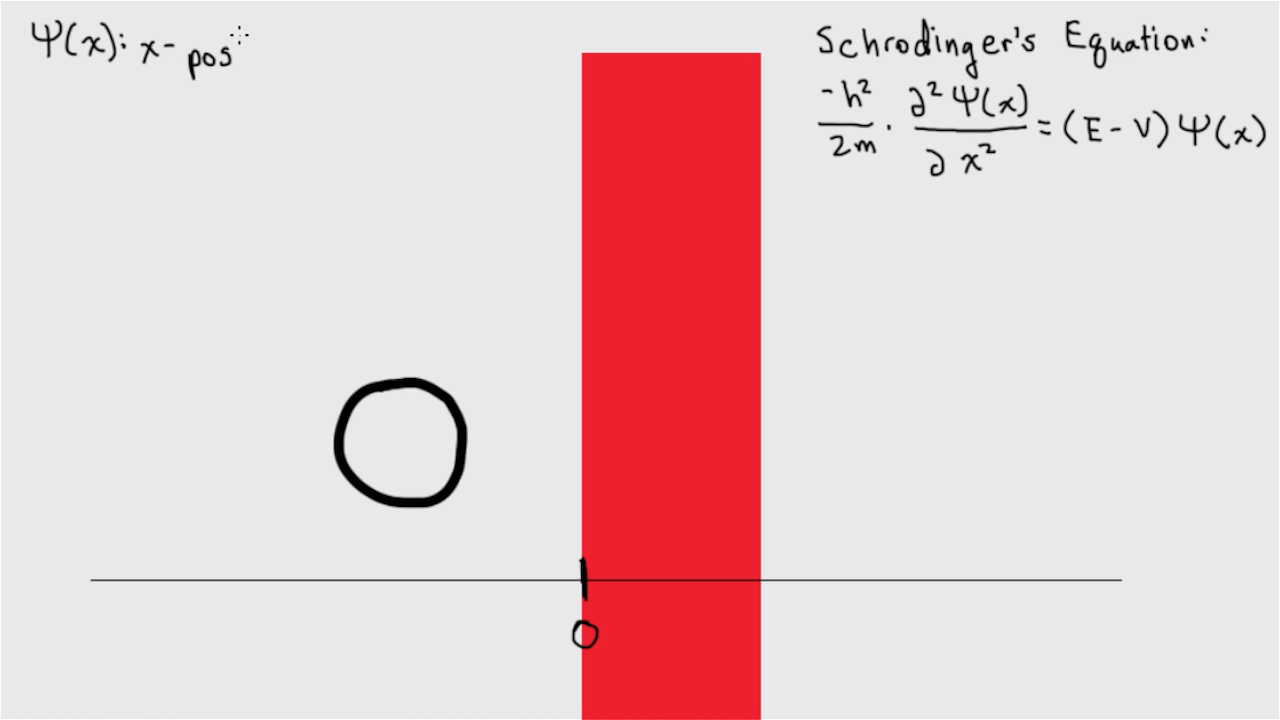 Ψ(x): x- pos
Schrodinger's Equation:
-h²/2m · ∂²Ψ(x)/∂x² = (E - V) Ψ(x)
0